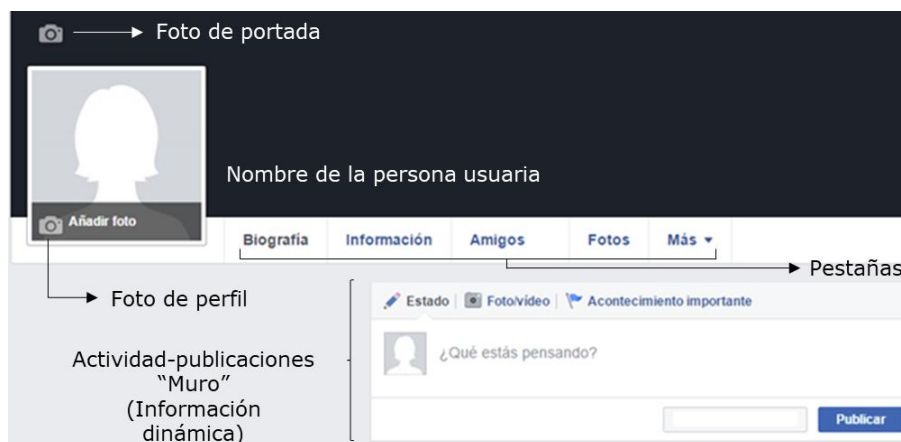 Foto de portada
Nombre de la persona usuaria
Añadir foto
Biografía Información Amigos Fotos Más
Pestañas
Foto de perfil
Estado Foto/vídeo Acontecimiento importante
¿Qué estás pensando?
Actividad-publicaciones
“Muro”
(Información
dinámica)
Publicar